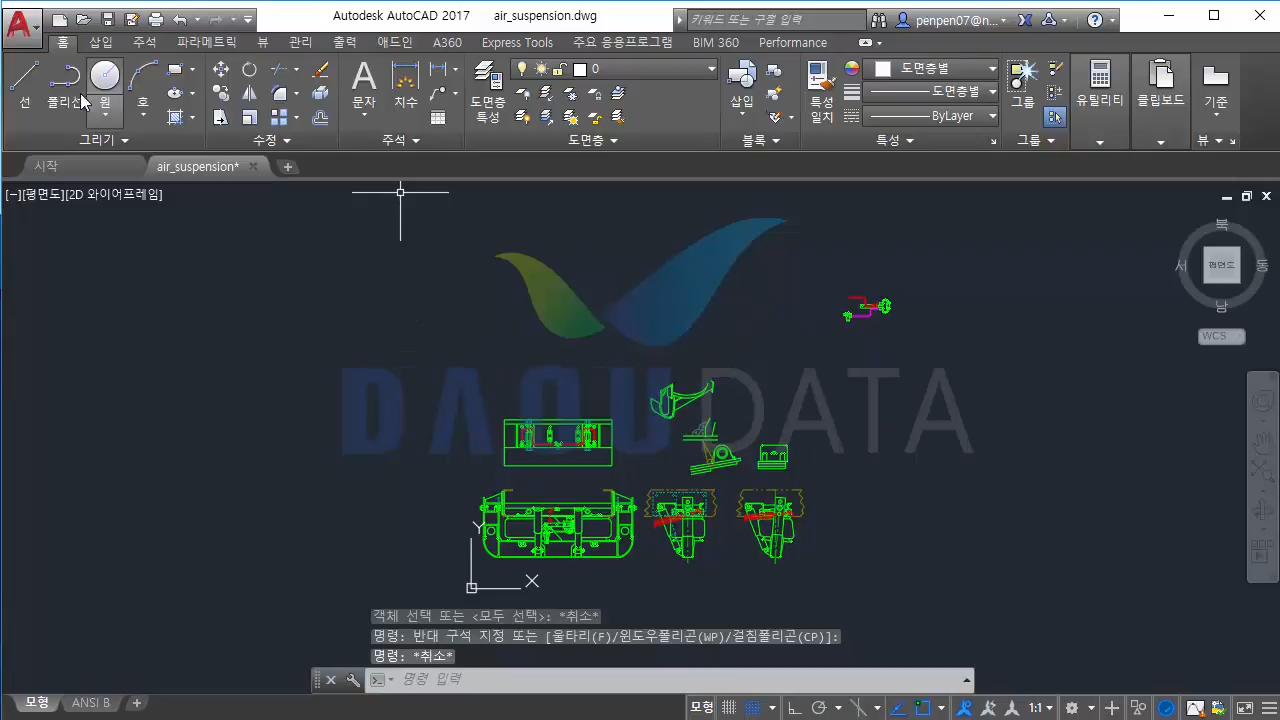 Autodesk AutoCAD 2017 air_suspension.dwg
키워드 또는 구절 입력
penpen07@n...
홈 삽입 주석 파라메트릭 뷰 관리 출력 애드인 A360 Express Tools 주요 응용프로그램 BIM 360 Performance
선 폴리선 원 호
문자 치수
도면층 특성
0
삽입
특성 일치
도면층별
도면층별
ByLayer
그룹
유틸리티
클립보드
기준
그리기 수정 주석 도면층 블록 특성 그룹 뷰
시작 air_suspension*
[−][평면도][2D 와이어프레임]
북
서 평면도 동
남
WCS
DAOU DATA
Y
X
객체 선택 또는 <모두 선택>: *취소*
명령: 반대 구석 지정 또는 [울타리(F)/윈도우폴리곤(WP)/걸침폴리곤(CP)]:
명령: *취소*
명령 입력
모형 ANSI B
모형 1:1